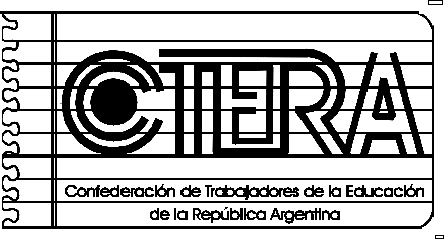 CTERA
Confederación de Trabajadores de la Educación
de la República Argentina